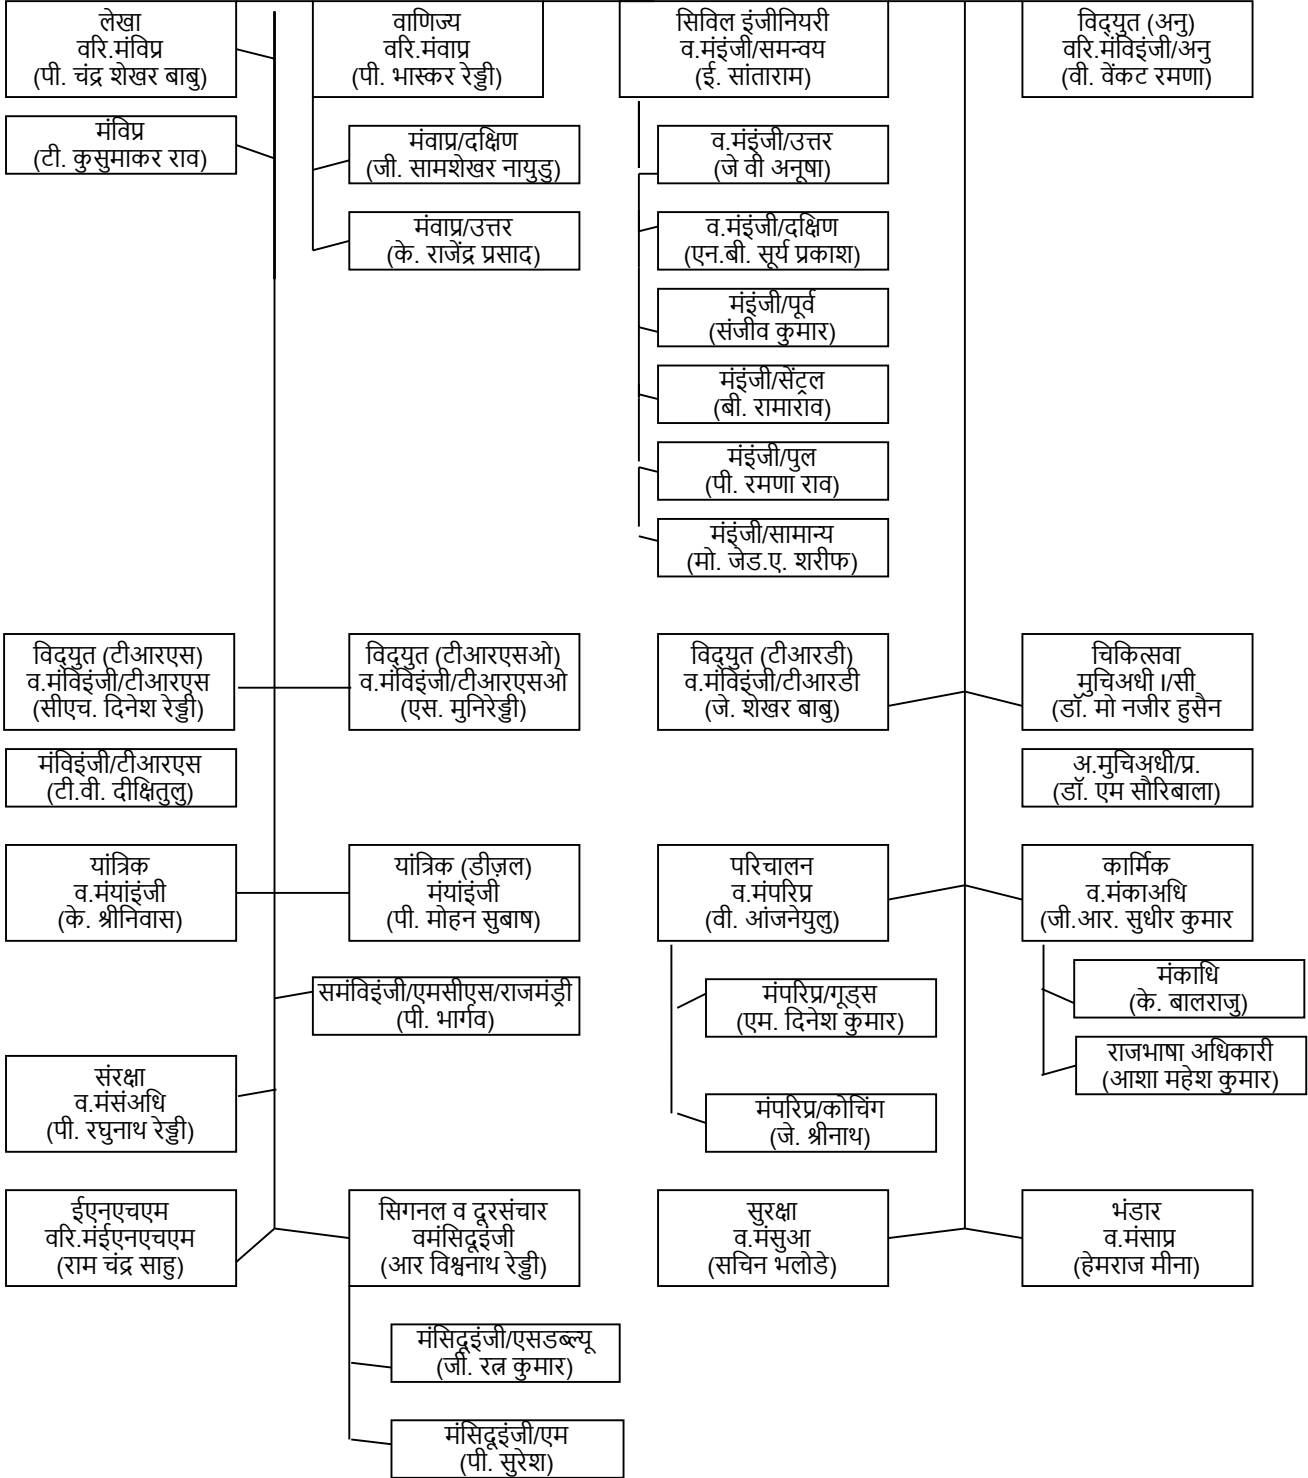 लेखा
वरि.मंविप्र
(पी. चंद्र शेखर बाबु)
वाणिज्य
वरि.मंवाप्र
(पी. भास्कर रेड्डी)
सिविल इंजीनियरी
व.मंइंजी/समन्वय
(ई. सांताराम)
विद्युत (अनु)
वरि.मंविइंजी/अनु
(वी. वेंकट रमणा)
मंविप्र
(टी. कुसुमाकर राव)
मंवाप्र/दक्षिण
(जी. सामशेखर नायुडु)
व.मंइंजी/उत्तर
(जे वी अनूषा)
मंवाप्र/उत्तर
(के. राजेंद्र प्रसाद)
व.मंइंजी/दक्षिण
(एन.बी. सूर्य प्रकाश)
मंइंजी/पूर्व
(संजीव कुमार)
मंइंजी/सेंट्रल
(बी. रामाराव)
मंइंजी/पुल
(पी. रमणा राव)
मंइंजी/सामान्य
(मो. जेड.ए. शरीफ)
विद्युत (टीआरएस)
व.मंविइंजी/टीआरएस
(सीएच. दिनेश रेड्डी)
विद्युत (टीआरएसओ)
व.मंविइंजी/टीआरएसओ
(एस. मुनिरेड्डी)
विद्युत (टीआरडी)
व.मंविइंजी/टीआरडी
(जे. शेखर बाबु)
चिकित्सवा
मुचिअधी I/सी
(डॉ. मो नजीर हुसैन
मंविइंजी/टीआरएस
(टी.वी. दीक्षितुलु)
अ.मुचिअधी/प्र.
(डॉ. एम सौरिबाला)
यांत्रिक
व.मंयांइंजी
(के. श्रीनिवास)
यांत्रिक (डीज़ल)
मंयांइंजी
(पी. मोहन सुबाष)
परिचालन
व.मंपरिप्र
(वी. आंजनेयुलु)
कार्मिक
व.मंकाअधि
(जी.आर. सुधीर कुमार
समंविइंजी/एमसीएस/राजमंड्री
(पी. भार्गव)
मंपरिप्र/गूड्स
(एम. दिनेश कुमार)
मंकाधि
(के. बालराजु)
राजभाषा अधिकारी
(आशा महेश कुमार)
संरक्षा
व.मंसंअधि
(पी. रघुनाथ रेड्डी)
मंपरिप्र/कोचिंग
(जे. श्रीनाथ)
ईएनएचएम
वरि.मंईएनएचएम
(राम चंद्र साहु)
सिगनल व दूरसंचार
वमंसिदूइंजी
(आर विश्वनाथ रेड्डी)
सुरक्षा
व.मंसुआ
(सचिन भलोडे)
भंडार
व.मंसाप्र
(हेमराज मीना)
मंसिदूइंजी/एसडब्ल्यू
(जी. रत्न कुमार)
मंसिदूइंजी/एम
(पी. सुरेश)